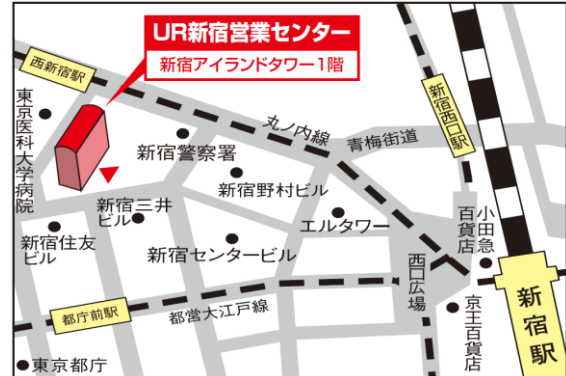 UR新宿営業センター
新宿アイランドタワー1階
西新宿駅
東京医科大学病院
新宿警察署
丸ノ内線
青梅街道
新宿西口駅
新宿野村ビル
新宿三井
ビル
新宿住友
ビル
新宿センタービル
エルタワー
小田急
百貨店
西口広場
都庁前駅
都営大江戸線
京王百貨店
新宿駅
東京都庁